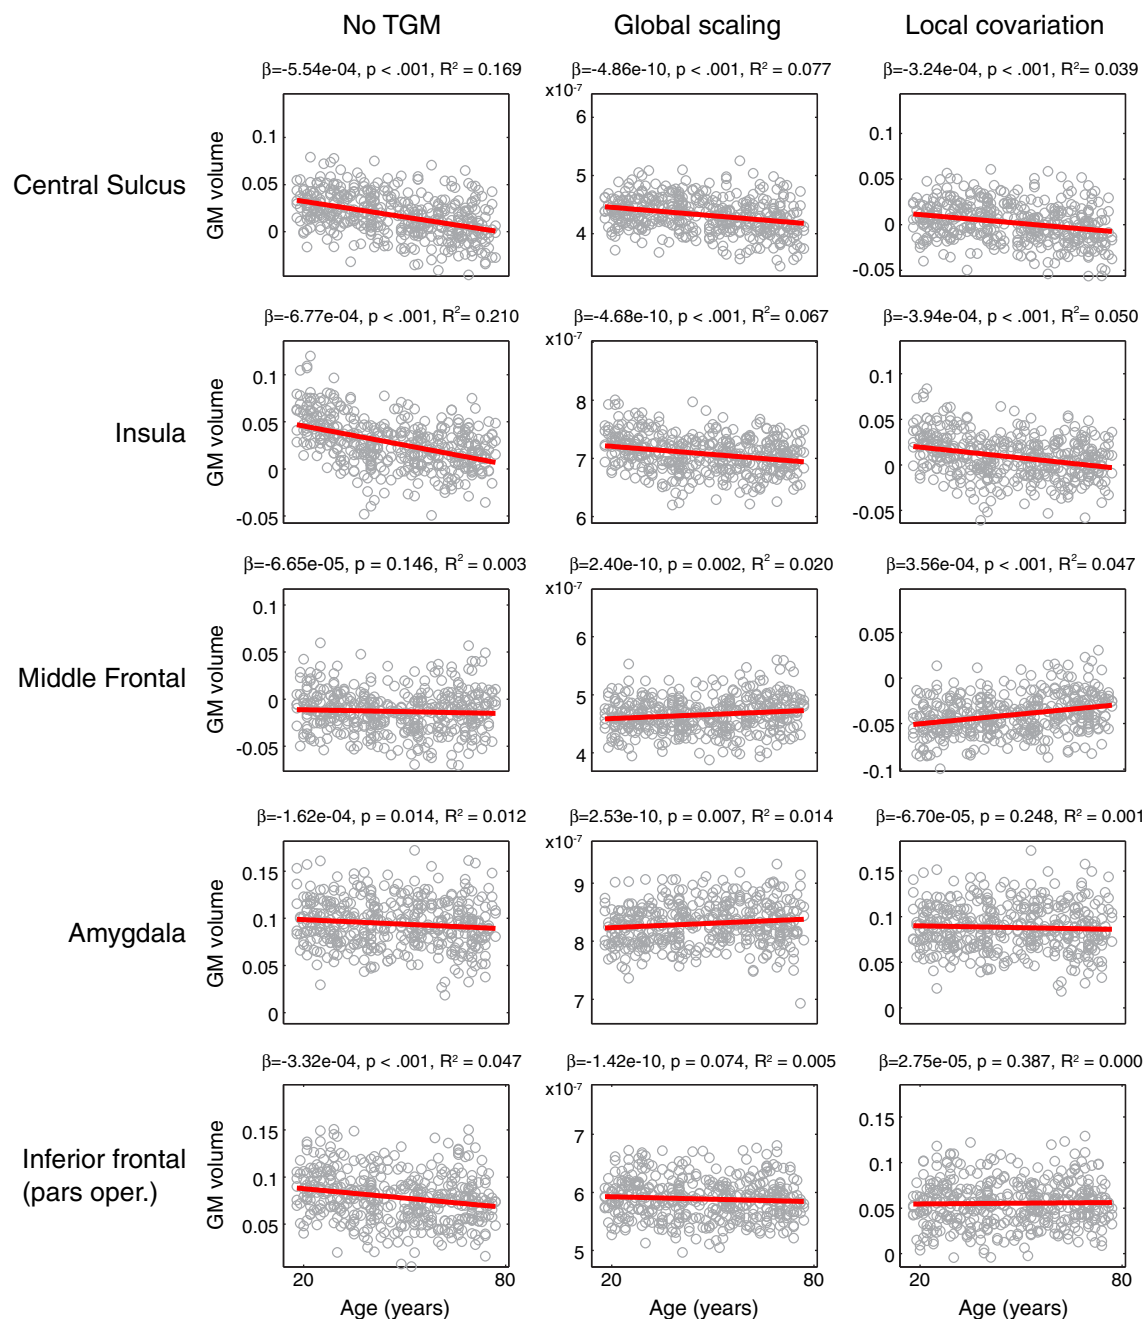 No TGM Global scaling Local covariation
β=-5.54e-04, p < .001, R² = 0.169 β=-4.86e-10, p < .001, R² = 0.077 β=-3.24e-04, p < .001, R² = 0.039
x10⁻⁷
Central Sulcus
GM volume
0.1
0.05
0
6
5
4
0.1
0.05
0
-0.05
β=-6.77e-04, p < .001, R² = 0.210 β=-4.68e-10, p < .001, R² = 0.067 β=-3.94e-04, p < .001, R² = 0.050
x10⁻⁷
Insula
GM volume
0.1
0.05
0
-0.05
8
7
6
0.1
0.05
0
-0.05
β=-6.65e-05, p = 0.146, R² = 0.003 β=2.40e-10, p = 0.002, R² = 0.020 β=3.56e-04, p < .001, R² = 0.047
x10⁻⁷
Middle Frontal
GM volume
0.1
0.05
0
-0.05
6
5
4
0.05
0
-0.05
-0.1
β=-1.62e-04, p = 0.014, R² = 0.012 β=2.53e-10, p = 0.007, R² = 0.014 β=-6.70e-05, p = 0.248, R² = 0.001
x10⁻⁷
Amygdala
GM volume
0.15
0.1
0.05
0
9
8
7
0.15
0.1
0.05
0
β=-3.32e-04, p < .001, R² = 0.047 β=-1.42e-10, p = 0.074, R² = 0.005 β=2.75e-05, p = 0.387, R² = 0.000
x10⁻⁷
Inferior frontal
(pars oper.)
GM volume
0.15
0.1
0.05
7
6
5
0.15
0.1
0.05
0
20 80 20 80 20 80
Age (years) Age (years) Age (years)